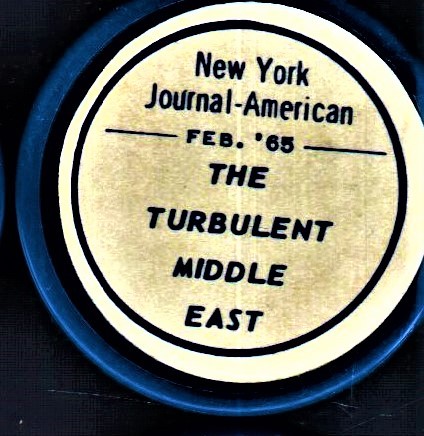 New York
Journal-American
FEB. '65
THE
TURBULENT
MIDDLE
EAST